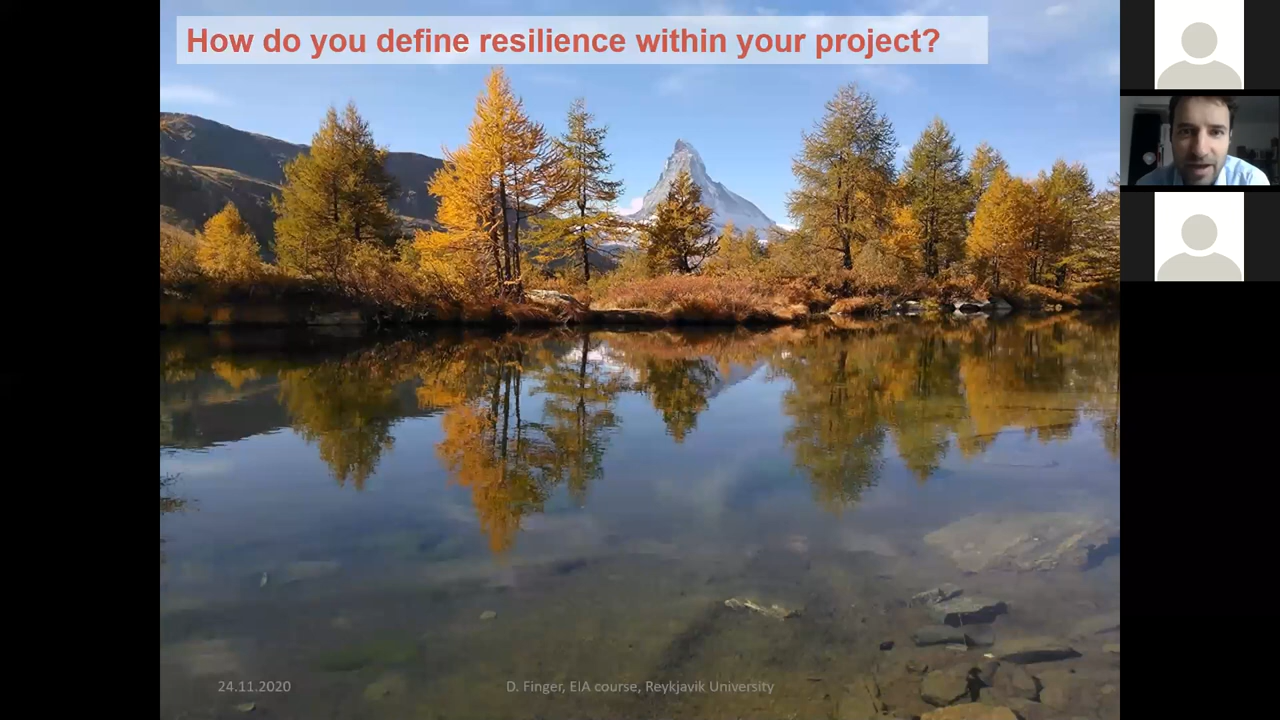 How do you define resilience within your project?
24.11.2020
D. Finger, EIA course, Reykjavik University